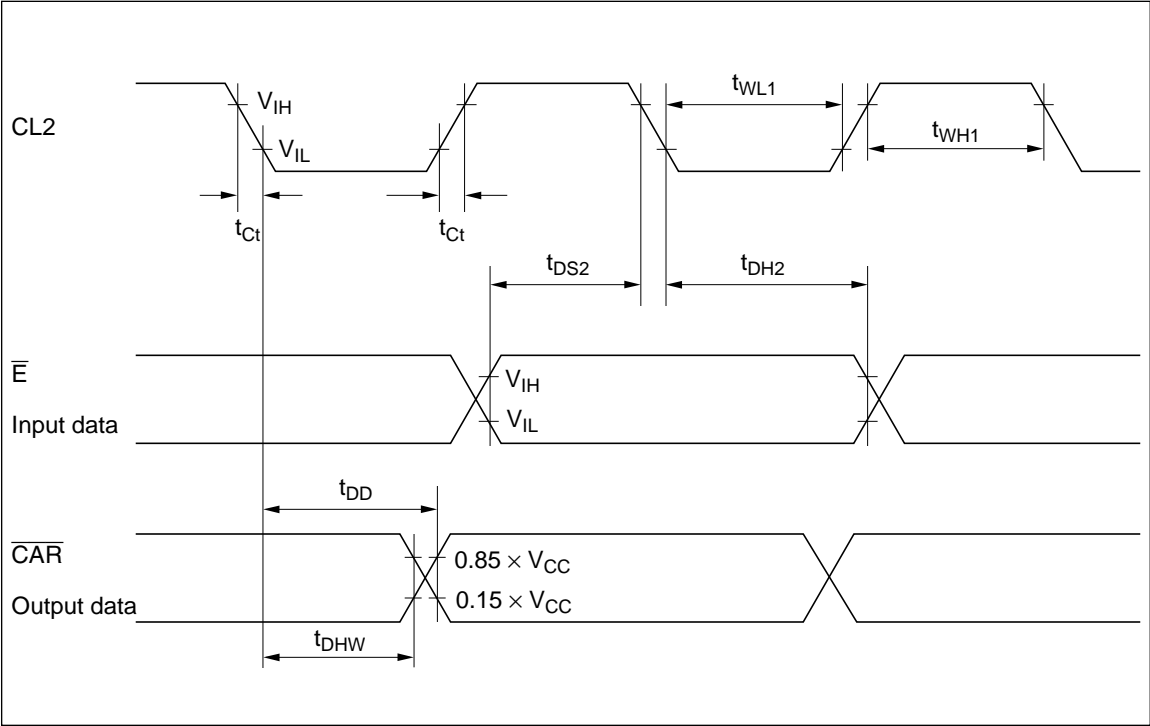 CL2
V_IH
V_IL
t_Ct
t_Ct
t_WL1
t_WH1
t_DS2
t_DH2
E̅
Input data
V_IH
V_IL
t_DD
C̅A̅R̅
Output data
0.85 × V_CC
0.15 × V_CC
t_DHW